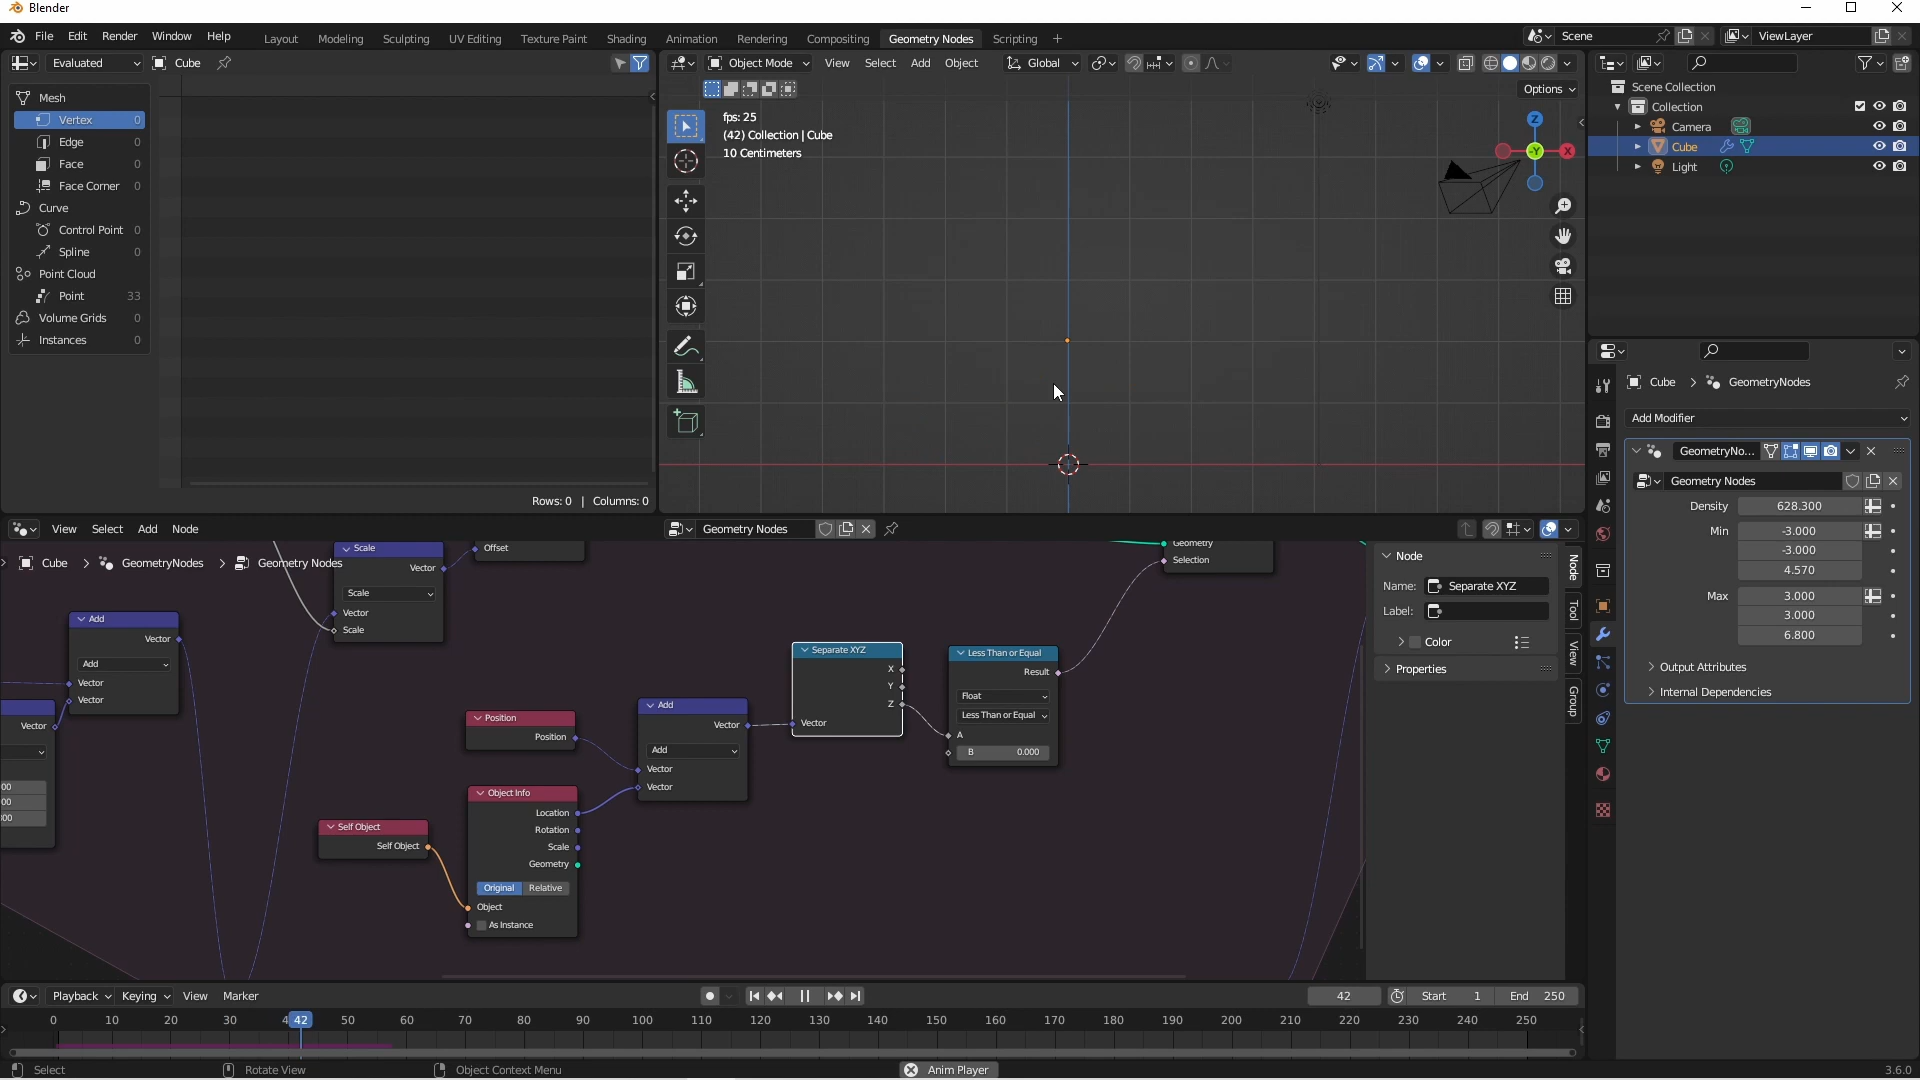 Blender
File Edit Render Window Help
Layout Modeling Sculpting UV Editing Texture Paint Shading Animation Rendering Compositing Geometry Nodes Scripting
Scene
ViewLayer
Evaluated
Cube
Object Mode
View Select Add Object
Global
Options
Mesh
Vertex 0
Edge 0
Face 0
Face Corner 0
Curve
Control Point 0
Spline 0
Point Cloud
Point 33
Volume Grids 0
Instances 0
Rows: 0 | Columns: 0
fps: 25
(42) Collection | Cube
10 Centimeters
Z
-Y
X
Scene Collection
Collection
Camera
Cube
Light
Cube > GeometryNodes
Add Modifier
GeometryNo...
Geometry Nodes
Density 628.300
Min -3.000
-3.000
4.570
Max 3.000
3.000
6.800
Output Attributes
Internal Dependencies
View Select Add Node
Geometry Nodes
Cube > GeometryNodes > Geometry Nodes
Scale
Vector
Scale
Vector
Scale
Offset
Add
Vector
Add
Vector
Vector
Vector
Position
Position
Self Object
Self Object
Object Info
Location
Rotation
Scale
Geometry
Original Relative
Object
As Instance
Add
Vector
Add
Vector
Vector
Separate XYZ
X
Y
Z
Vector
Less Than or Equal
Result
Float
Less Than or Equal
A
B 0.000
Geometry
Selection
Node
Name: Separate XYZ
Label:
Color
Properties
Node
Tool
View
Group
Playback Keying View Marker
42
Start 1
End 250
0 10 20 30 4 42 50 60 70 80 90 100 110 120 130 140 150 160 170 180 190 200 210 220 230 240 250
Select
Rotate View
Object Context Menu
Anim Player
3.6.0